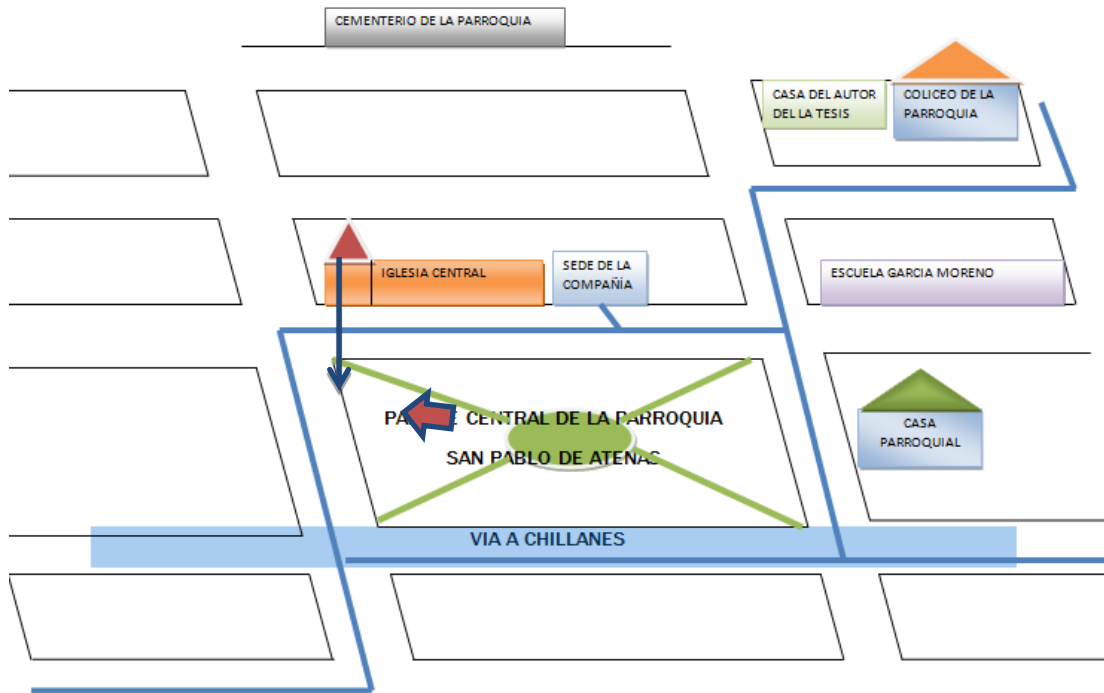 CEMENTERIO DE LA PARROQUIA
CASA DEL AUTOR
DEL LA TESIS
COLICEO DE LA
PARROQUIA
IGLESIA CENTRAL
SEDE DE LA
COMPAÑÍA
ESCUELA GARCIA MORENO
CENTRAL DE LA PARROQUIA
SAN PABLO DE ATENAS
CASA
PARROQUIAL
VIA A CHILLANES